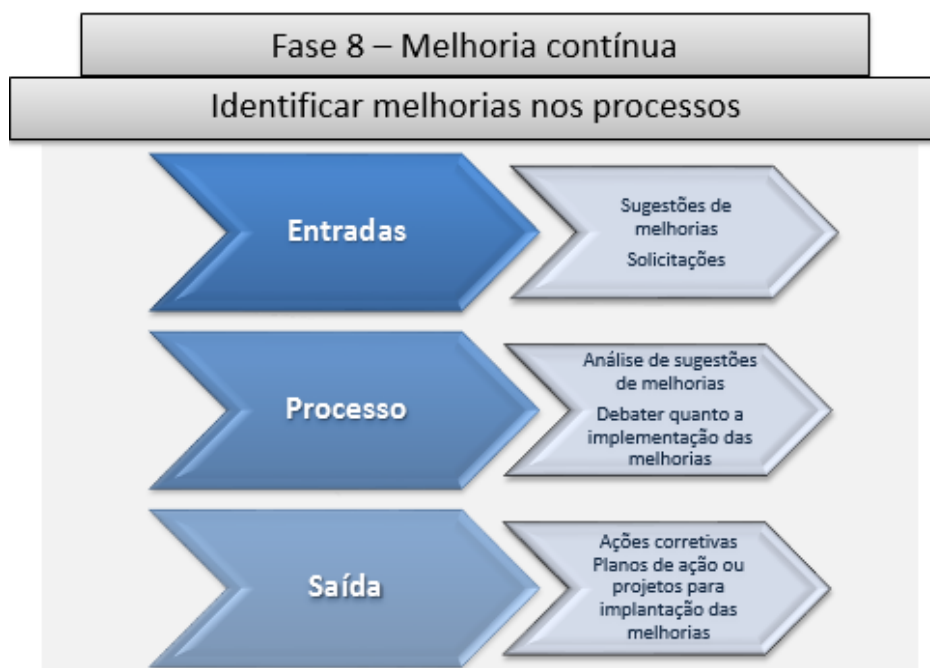 Fase 8 – Melhoria contínua
Identificar melhorias nos processos
Entradas
Sugestões de
melhorias
Solicitações
Processo
Análise de sugestões
de melhorias
Debater quanto a
implementação das
melhorias
Saída
Ações corretivas
Planos de ação ou
projetos para
implantação das
melhorias